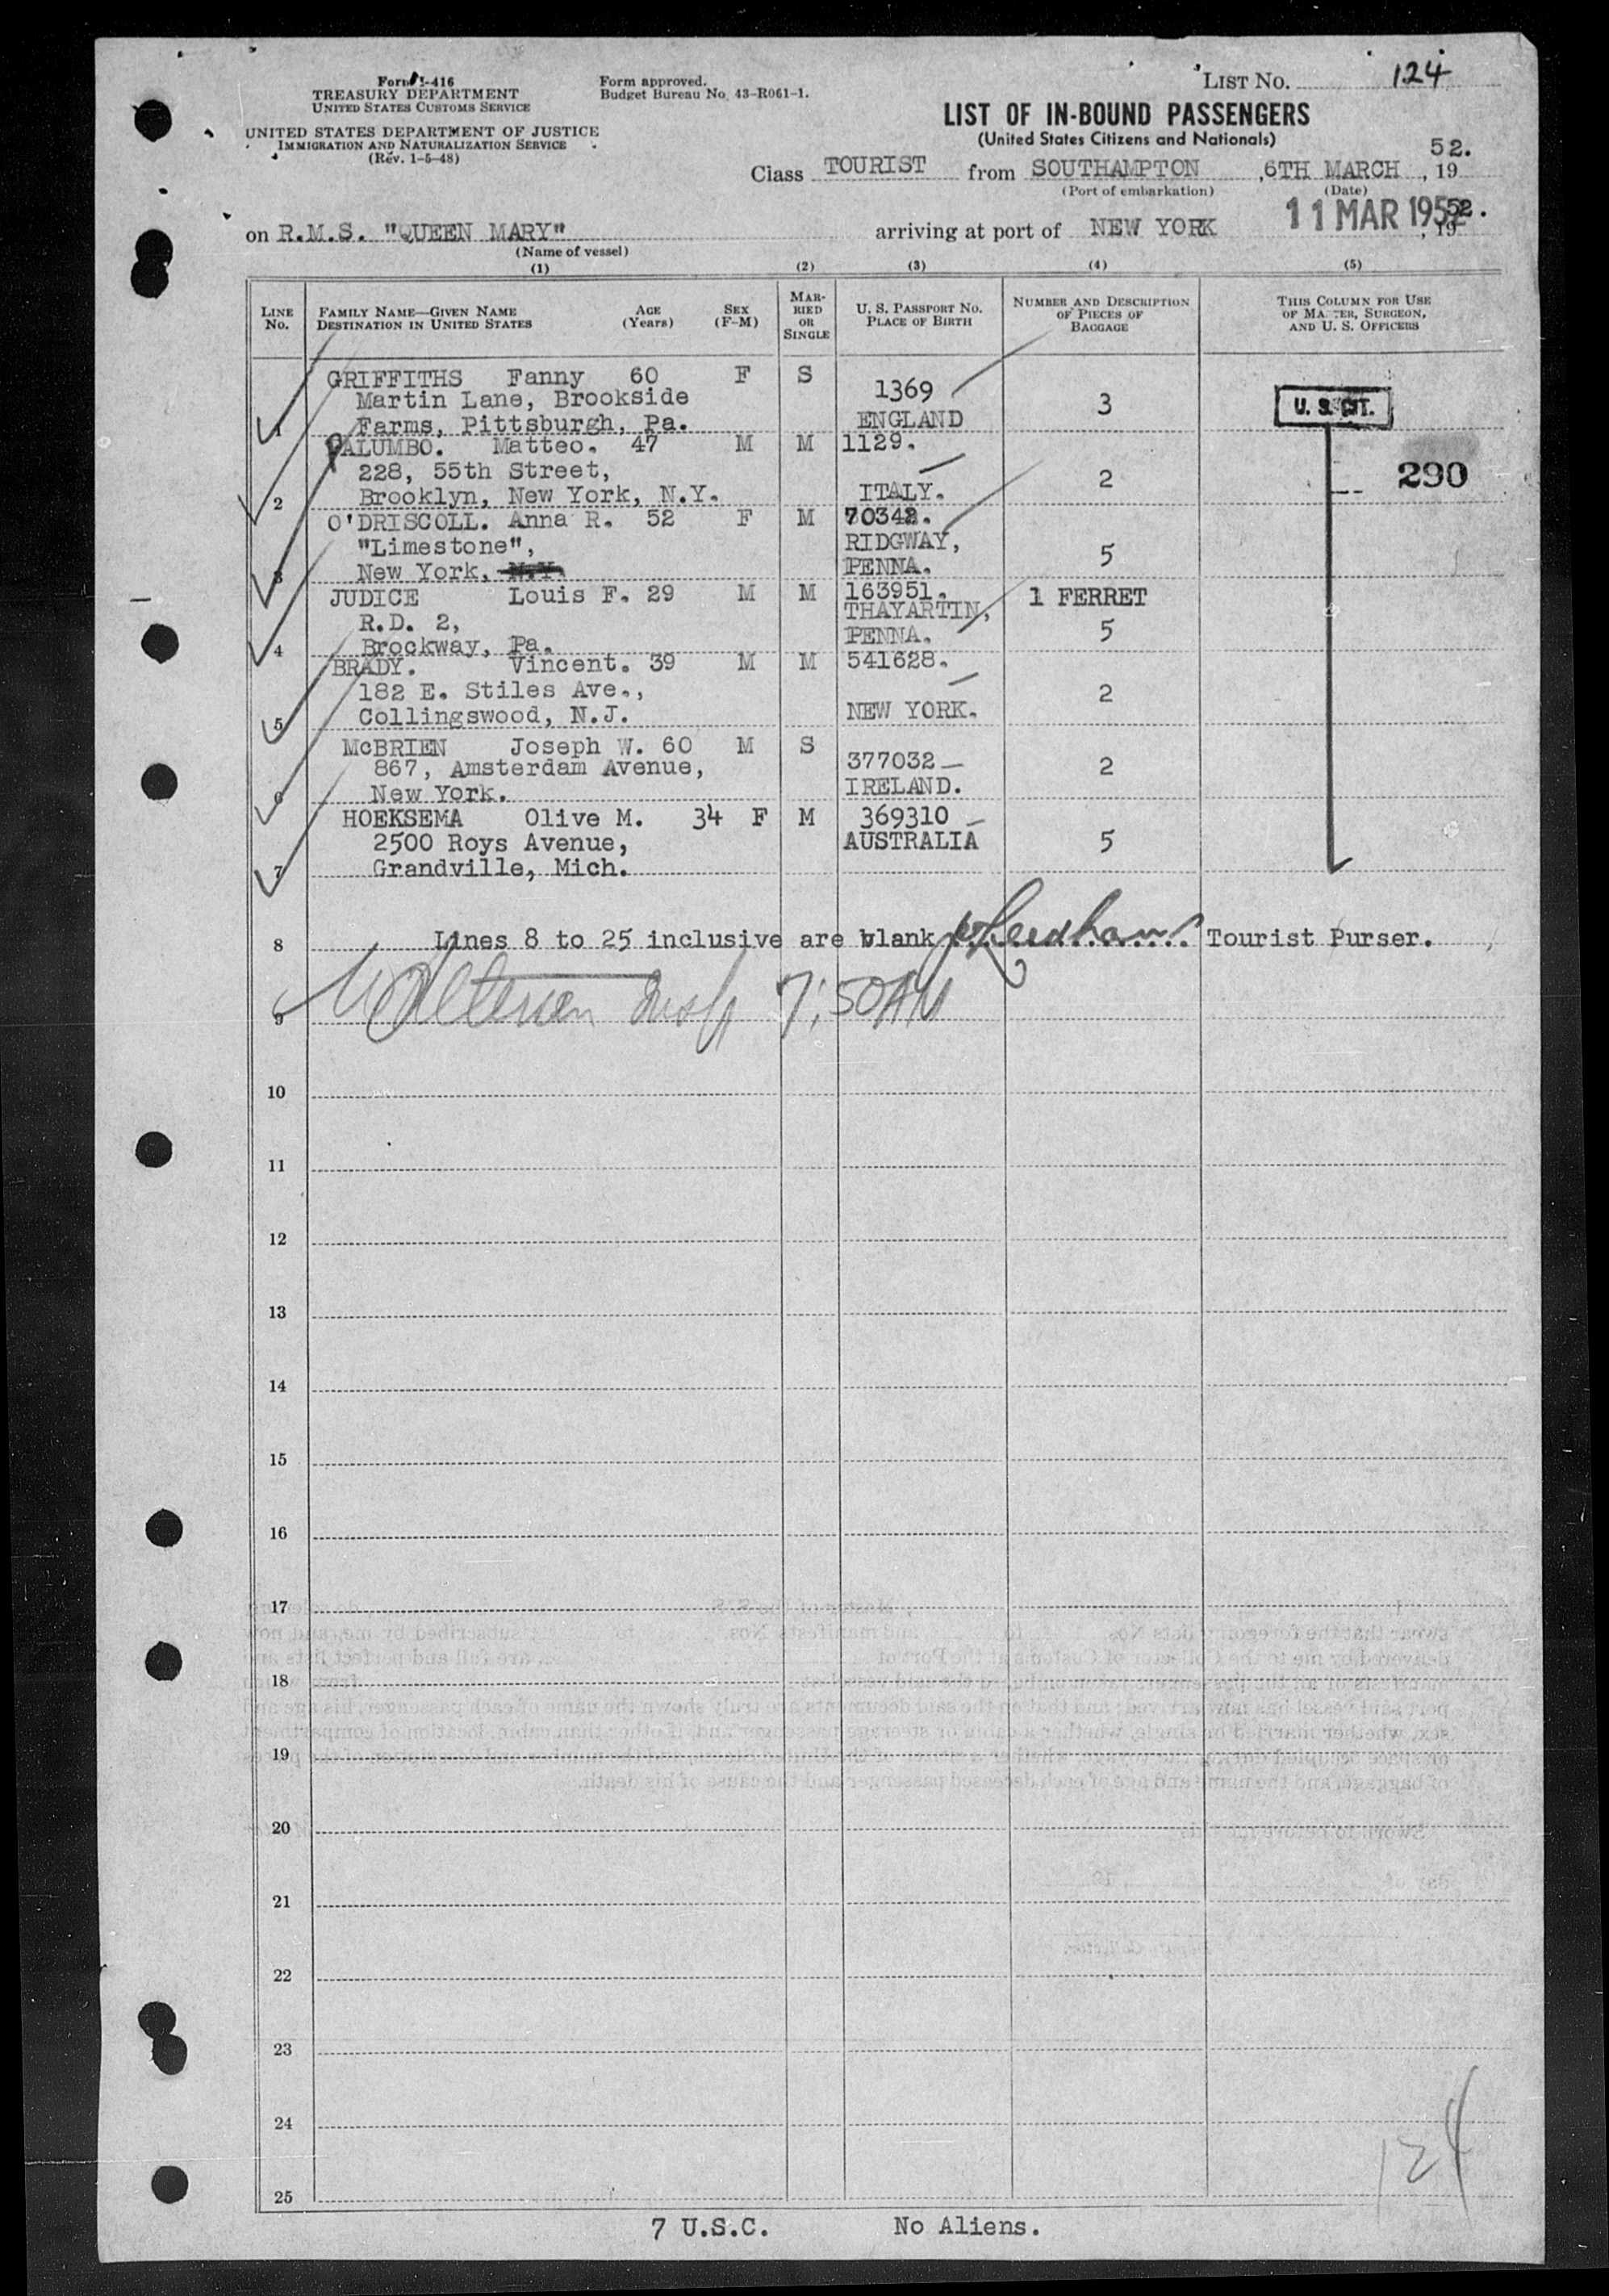 Form I-416
TREASURY DEPARTMENT
UNITED STATES CUSTOMS SERVICE
UNITED STATES DEPARTMENT OF JUSTICE
IMMIGRATION AND NATURALIZATION SERVICE
(Rev. 1-5-48)
Form approved.
Budget Bureau No. 43-R061-1.
LIST NO. 124
LIST OF IN-BOUND PASSENGERS
(United States Citizens and Nationals)
Class TOURIST from SOUTHAMPTON, 6TH MARCH, 19 52.
(Port of embarkation) (Date)
on R.M.S. "QUEEN MARY" arriving at port of NEW YORK 11 MAR 1952, 19 52.
(Name of vessel)
(1) (2) (3) (4) (5)
LINE NO. FAMILY NAME—GIVEN NAME DESTINATION IN UNITED STATES AGE (Years) SEX (F-M) MARRIED OR SINGLE U. S. PASSPORT NO. PLACE OF BIRTH NUMBER AND DESCRIPTION OF PIECES OF BAGGAGE THIS COLUMN FOR USE OF MASTER, SURGEON, AND U. S. OFFICERS
GRIFFITHS Fanny 60 F S 1369
Martin Lane, Brookside 3 U. S. CIT.
1 Farms, Pittsburgh, Pa. ENGLAND
PALUMBO. Matteo. 47 M M 1129.
228, 55th Street, 2 290
2 Brooklyn, New York, N.Y. ITALY.
O'DRISCOLL. Anna R. 52 F M 70342.
"Limestone", RIDGWAY, 5
3 New York, N.Y. PENNA.
JUDICE Louis F. 29 M M 163951. 1 FERRET
R.D. 2, THAYARTIN, 5
4 Brockway, Pa. PENNA.
BRADY. Vincent. 39 M M 541628.
182 E. Stiles Ave., 2
5 Collingswood, N.J. NEW YORK.
McBRIEN Joseph W. 60 M S
867, Amsterdam Avenue, 377032 2
6 New York. IRELAND.
HOEKSEMA Olive M. 34 F M 369310
2500 Roys Avenue, AUSTRALIA 5
7 Grandville, Mich.
8 Lines 8 to 25 inclusive are blank Tourist Purser.
9 7:50AM
10
11
12
13
14
15
16
17
18
19
20
21
22
23
24
25
124
7 U.S.C. No Aliens.